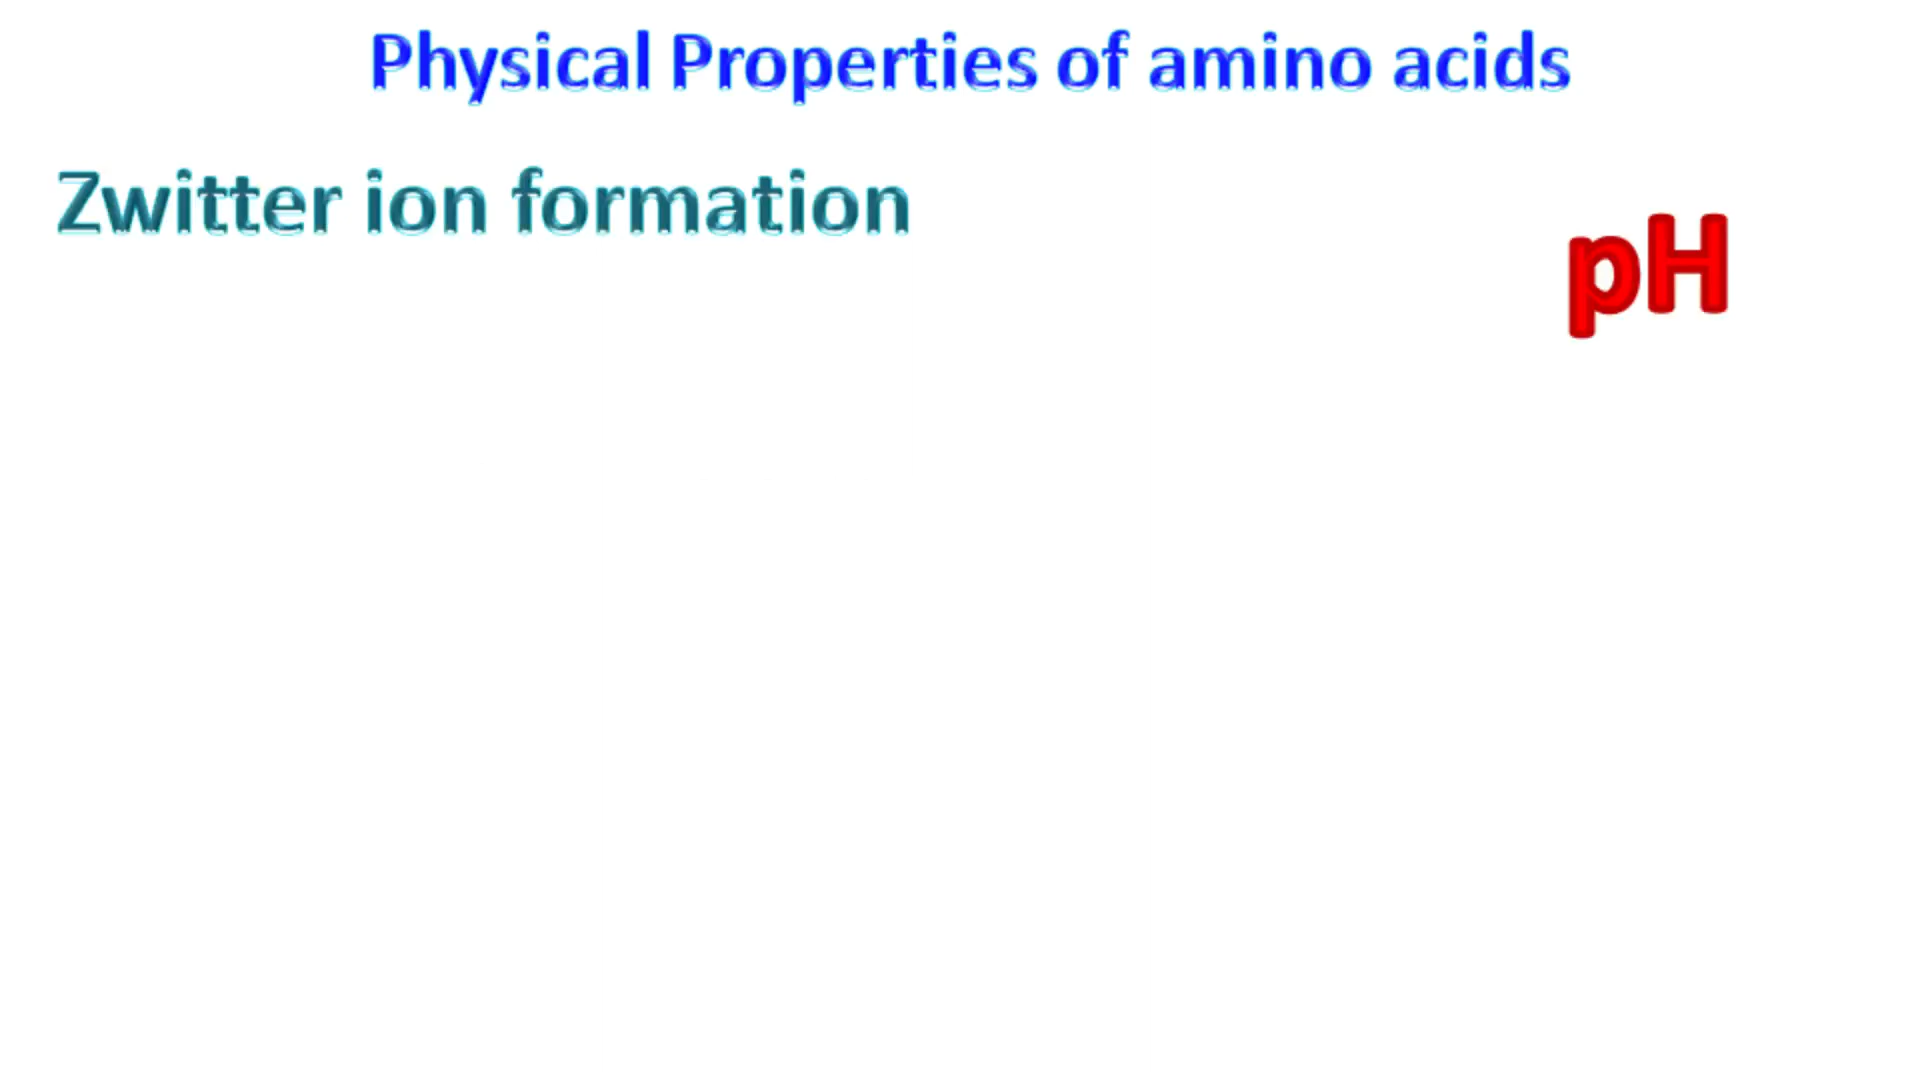 Physical Properties of amino acids
Zwitter ion formation
pH